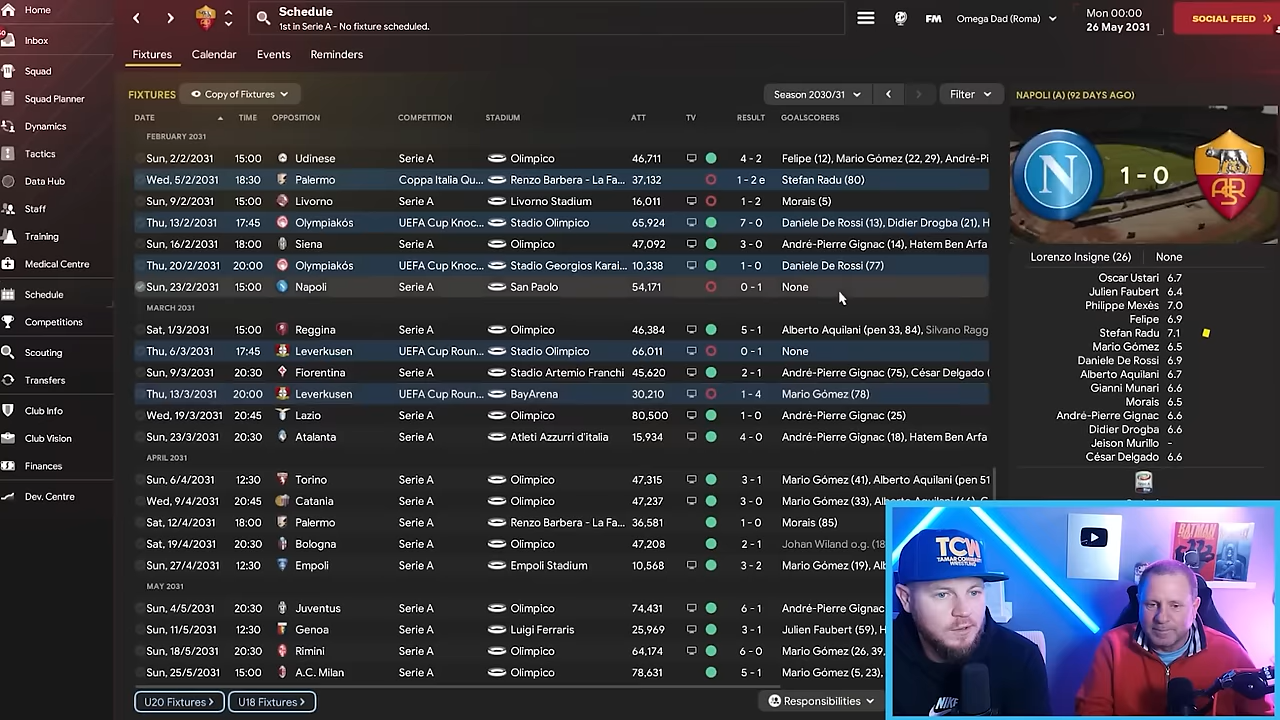 Home
Inbox
Squad
Squad Planner
Dynamics
Tactics
Data Hub
Staff
Training
Medical Centre
Schedule
Competitions
Scouting
Transfers
Club Info
Club Vision
Finances
Dev. Centre
Schedule
1st in Serie A - No fixture scheduled.
FM
Omega Dad (Roma)
Mon 00:00
26 May 2031
SOCIAL FEED
Fixtures Calendar Events Reminders
FIXTURES Copy of Fixtures Season 2030/31 Filter
DATE TIME OPPOSITION COMPETITION STADIUM ATT TV RESULT GOALSCORERS
FEBRUARY 2031
Sun, 2/2/2031 15:00 Udinese Serie A Olimpico 46,711 4 - 2 Felipe (12), Mario Gómez (22, 29), André-Pi
Wed, 5/2/2031 18:30 Palermo Coppa Italia Qu... Renzo Barbera - La Fa... 37,132 1 - 2 e Stefan Radu (80)
Sun, 9/2/2031 15:00 Livorno Serie A Livorno Stadium 16,011 1 - 2 Morais (5)
Thu, 13/2/2031 17:45 Olympiakós UEFA Cup Knoc... Stadio Olimpico 65,924 7 - 0 Daniele De Rossi (13), Didier Drogba (21), H
Sun, 16/2/2031 18:00 Siena Serie A Olimpico 47,092 3 - 0 André-Pierre Gignac (14), Hatem Ben Arfa
Thu, 20/2/2031 20:00 Olympiakós UEFA Cup Knoc... Stadio Georgios Karai... 10,338 1 - 0 Daniele De Rossi (77)
Sun, 23/2/2031 15:00 Napoli Serie A San Paolo 54,171 0 - 1 None
MARCH 2031
Sat, 1/3/2031 15:00 Reggina Serie A Olimpico 46,384 5 - 1 Alberto Aquilani (pen 33, 84), Silvano Ragg
Thu, 6/3/2031 17:45 Leverkusen UEFA Cup Roun... Stadio Olimpico 66,011 0 - 1 None
Sun, 9/3/2031 20:30 Fiorentina Serie A Stadio Artemio Franchi 45,620 2 - 1 André-Pierre Gignac (75), César Delgado (
Thu, 13/3/2031 20:00 Leverkusen UEFA Cup Roun... BayArena 30,210 1 - 4 Mario Gómez (78)
Wed, 19/3/2031 20:45 Lazio Serie A Olimpico 80,500 1 - 0 André-Pierre Gignac (25)
Sun, 23/3/2031 20:30 Atalanta Serie A Atleti Azzurri d'italia 15,934 4 - 0 André-Pierre Gignac (18), Hatem Ben Arfa
APRIL 2031
Sun, 6/4/2031 12:30 Torino Serie A Olimpico 47,315 3 - 1 Mario Gómez (41), Alberto Aquilani (pen 51
Wed, 9/4/2031 20:45 Catania Serie A Olimpico 47,237 3 - 0 Mario Gómez (33), Alberto Aquilani
Sat, 12/4/2031 18:00 Palermo Serie A Renzo Barbera - La Fa... 36,581 1 - 0 Morais (85)
Sat, 19/4/2031 20:30 Bologna Serie A Olimpico 47,208 2 - 1 Johan Wiland o.g. (18
Sun, 27/4/2031 Empoli Serie A Empoli Stadium 10,568 3 - 2 Mario Gómez (19), Alb
MAY 2031
Sun, 4/5/2031 20:30 Juventus Serie A Olimpico 74,431 6 - 1 André-Pierre Gignac
Sun, 11/5/2031 12:30 Genoa Serie A Luigi Ferraris 25,969 3 - 1 Julien Faubert (59), H
Sun, 18/5/2031 20:30 Rimini Serie A Olimpico 64,174 6 - 0 Mario Gómez (26, 39,
Sun, 25/5/2031 15:00 A.C. Milan Serie A Olimpico 78,631 5 - 1 Mario Gómez (5, 23),
U20 Fixtures U18 Fixtures Responsibilities
NAPOLI (A) (92 DAYS AGO)
N 1 - 0 ASR
Lorenzo Insigne (26) None
Oscar Ustari 6.7
Julien Faubert 6.4
Philippe Mexès 7.0
Felipe 6.9
Stefan Radu 7.1
Mario Gómez 6.5
Daniele De Rossi 6.9
Alberto Aquilani 6.7
Gianni Munari 6.6
Morais 6.5
André-Pierre Gignac 6.6
Didier Drogba 6.6
Jeison Murillo -
César Delgado 6.6
TCW
WRESTLING
BATMAN
NIKE